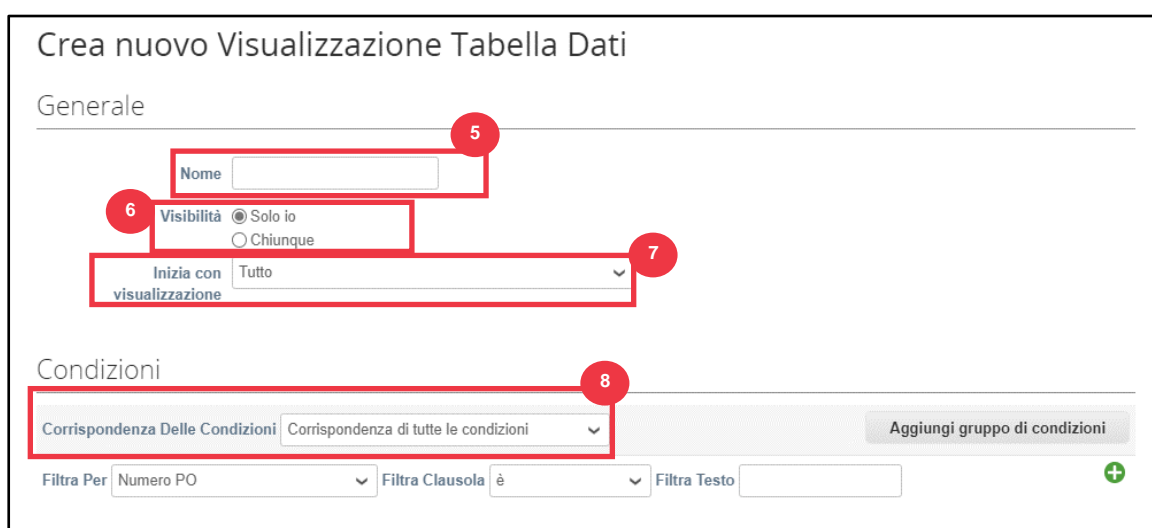 Crea nuovo Visualizzazione Tabella Dati
Generale
5
Nome
6
Visibilità Solo io
Chiunque
7
Inizia con visualizzazione Tutto
Condizioni
8
Corrispondenza Delle Condizioni Corrispondenza di tutte le condizioni Aggiungi gruppo di condizioni
Filtra Per Numero PO Filtra Clausola è Filtra Testo